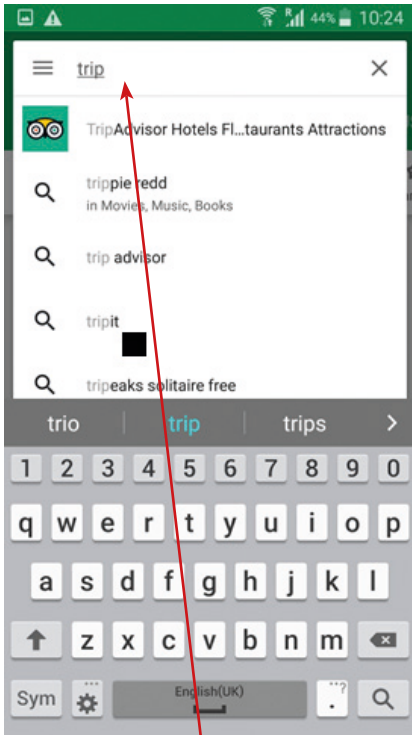 44% 10:24
trip
TripAdvisor Hotels Fl...taurants Attractions
trippie redd
in Movies, Music, Books
trip advisor
tripit
tripeaks solitaire free
trio trip trips
1 2 3 4 5 6 7 8 9 0
q w e r t y u i o p
a s d f g h j k l
z x c v b n m
Sym English(UK) . ...?